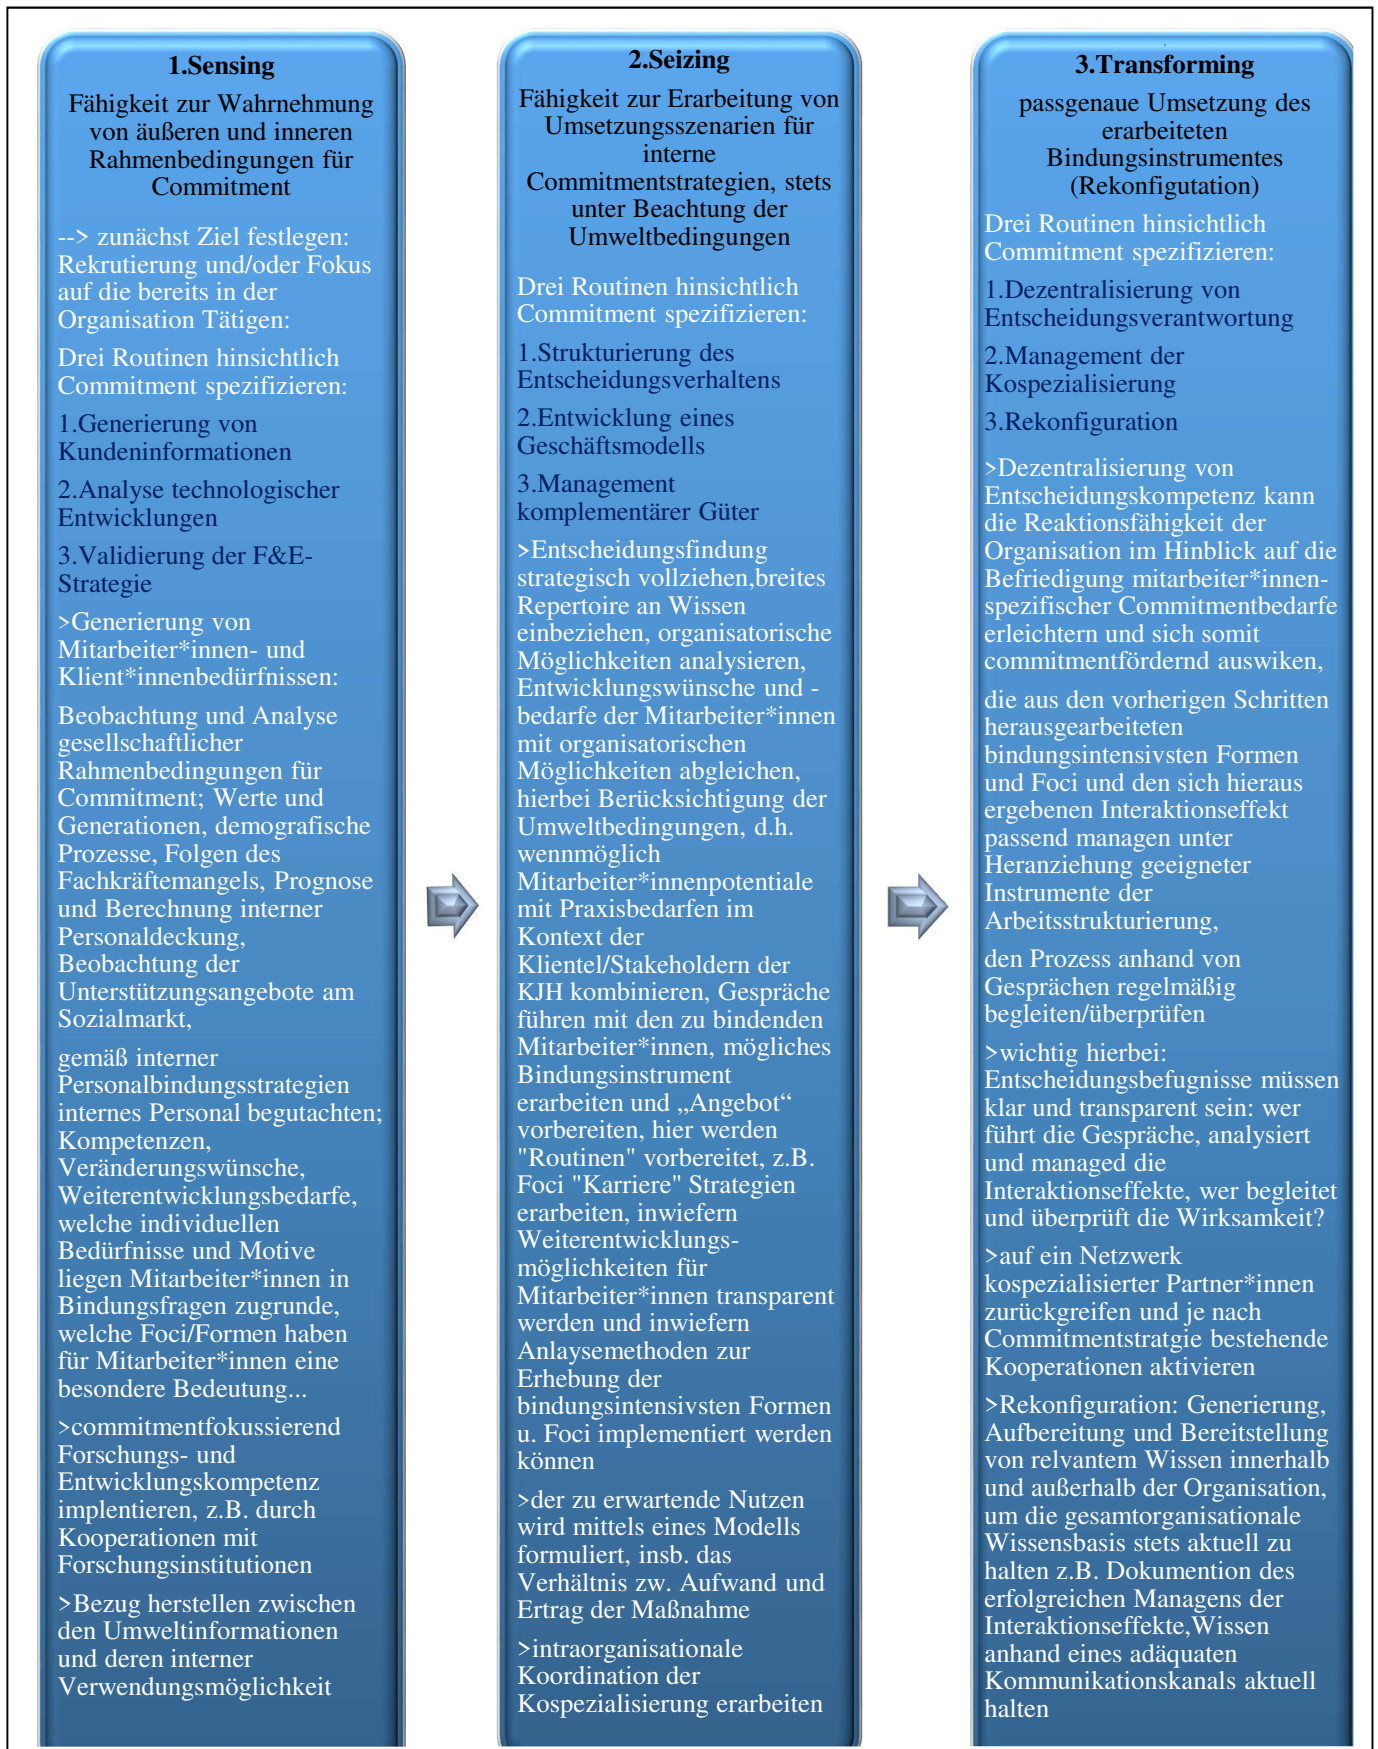 1.Sensing
Fähigkeit zur Wahrnehmung
von äußeren und inneren
Rahmenbedingungen für
Commitment
--> zunächst Ziel festlegen:
Rekrutierung und/oder Fokus
auf die bereits in der
Organisation Tätigen:
Drei Routinen hinsichtlich
Commitment spezifizieren:
1.Generierung von
Kundeninformationen
2.Analyse technologischer
Entwicklungen
3.Validierung der F&E-
Strategie
>Generierung von
Mitarbeiter*innen- und
Klient*innenbedürfnissen:
Beobachtung und Analyse
gesellschaftlicher
Rahmenbedingungen für
Commitment; Werte und
Generationen, demografische
Prozesse, Folgen des
Fachkräftemangels, Prognose
und Berechnung interner
Personaldeckung,
Beobachtung der
Unterstützungsangebote am
Sozialmarkt,
gemäß interner
Personalbindungsstrategien
internes Personal begutachten;
Kompetenzen,
Veränderungswünsche,
Weiterentwicklungsbedarfe,
welche individuellen
Bedürfnisse und Motive
liegen Mitarbeiter*innen in
Bindungsfragen zugrunde,
welche Foci/Formen haben
für Mitarbeiter*innen eine
besondere Bedeutung...
>commitmentfokussierend
Forschungs- und
Entwicklungskompetenz
implentieren, z.B. durch
Kooperationen mit
Forschungsinstitutionen
>Bezug herstellen zwischen
den Umweltinformationen
und deren interner
Verwendungsmöglichkeit
2.Seizing
Fähigkeit zur Erarbeitung von
Umsetzungsszenarien für
interne
Commitmentstrategien, stets
unter Beachtung der
Umweltbedingungen
Drei Routinen hinsichtlich
Commitment spezifizieren:
1.Strukturierung des
Entscheidungsverhaltens
2.Entwicklung eines
Geschäftsmodells
3.Management
komplementärer Güter
>Entscheidungsfindung
strategisch vollziehen,breites
Repertoire an Wissen
einbeziehen, organisatorische
Möglichkeiten analysieren,
Entwicklungswünsche und -
bedarfe der Mitarbeiter*innen
mit organisatorischen
Möglichkeiten abgleichen,
hierbei Berücksichtigung der
Umweltbedingungen, d.h.
wennmöglich
Mitarbeiter*innenpotentiale
mit Praxisbedarfen im
Kontext der
Klientel/Stakeholdern der
KJH kombinieren, Gespräche
führen mit den zu bindenden
Mitarbeiter*innen, mögliches
Bindungsinstrument
erarbeiten und „Angebot“
vorbereiten, hier werden
"Routinen" vorbereitet, z.B.
Foci "Karriere" Strategien
erarbeiten, inwiefern
Weiterentwicklungs-
möglichkeiten für
Mitarbeiter*innen transparent
werden und inwiefern
Anlaysemethoden zur
Erhebung der
bindungsintensivsten Formen
u. Foci implementiert werden
können
>der zu erwartende Nutzen
wird mittels eines Modells
formuliert, insb. das
Verhältnis zw. Aufwand und
Ertrag der Maßnahme
>intraorganisationale
Koordination der
Kospezialisierung erarbeiten
3.Transforming
passgenaue Umsetzung des
erarbeiteten
Bindungsinstrumentes
(Rekonfigutation)
Drei Routinen hinsichtlich
Commitment spezifizieren:
1.Dezentralisierung von
Entscheidungsverantwortung
2.Management der
Kospezialisierung
3.Rekonfiguration
>Dezentralisierung von
Entscheidungskompetenz kann
die Reaktionsfähigkeit der
Organisation im Hinblick auf die
Befriedigung mitarbeiter*innen-
spezifischer Commitmentbedarfe
erleichtern und sich somit
commitmentfördernd auswiken,
die aus den vorherigen Schritten
herausgearbeiteten
bindungsintensivsten Formen
und Foci und den sich hieraus
ergebenen Interaktionseffekt
passend managen unter
Heranziehung geeigneter
Instrumente der
Arbeitsstrukturierung,
den Prozess anhand von
Gesprächen regelmäßig
begleiten/überprüfen
>wichtig hierbei:
Entscheidungsbefugnisse müssen
klar und transparent sein: wer
führt die Gespräche, analysiert
und managed die
Interaktionseffekte, wer begleitet
und überprüft die Wirksamkeit?
>auf ein Netzwerk
kospezialisierter Partner*innen
zurückgreifen und je nach
Commitmentstratgie bestehende
Kooperationen aktivieren
>Rekonfiguration: Generierung,
Aufbereitung und Bereitstellung
von relvantem Wissen innerhalb
und außerhalb der Organisation,
um die gesamtorganisationale
Wissensbasis stets aktuell zu
halten z.B. Dokumention des
erfolgreichen Managens der
Interaktionseffekte,Wissen
anhand eines adäquaten
Kommunikationskanals aktuell
halten